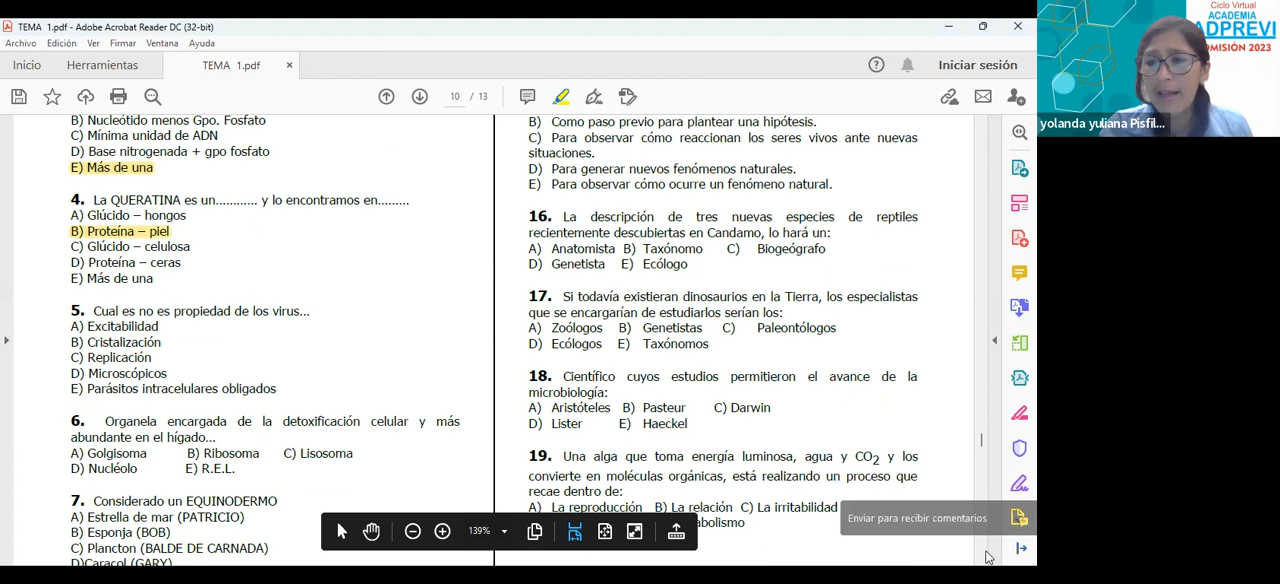 TEMA 1.pdf - Adobe Acrobat Reader DC (32-bit)
Archivo Edición Ver Firmar Ventana Ayuda
Inicio Herramientas TEMA 1.pdf × Iniciar sesión
10 / 13
B) Nucleótido menos Gpo. Fosfato
C) Mínima unidad de ADN
D) Base nitrogenada + gpo fosfato
E) Más de una
4. La QUERATINA es un............ y lo encontramos en.........
A) Glúcido – hongos
B) Proteína – piel
C) Glúcido – celulosa
D) Proteína – ceras
E) Más de una
5. Cual es no es propiedad de los virus...
A) Excitabilidad
B) Cristalización
C) Replicación
D) Microscópicos
E) Parásitos intracelulares obligados
6. Organela encargada de la detoxificación celular y más
abundante en el hígado...
A) Golgisoma B) Ribosoma C) Lisosoma
D) Nucléolo E) R.E.L.
7. Considerado un EQUINODERMO
A) Estrella de mar (PATRICIO)
B) Esponja (BOB)
C) Plancton (BALDE DE CARNADA)
D)Caracol (GARY)
B) Como paso previo para plantear una hipótesis.
C) Para observar cómo reaccionan los seres vivos ante nuevas
situaciones.
D) Para generar nuevos fenómenos naturales.
E) Para observar cómo ocurre un fenómeno natural.
16. La descripción de tres nuevas especies de reptiles
recientemente descubiertas en Candamo, lo hará un:
A) Anatomista B) Taxónomo C) Biogeógrafo
D) Genetista E) Ecólogo
17. Si todavía existieran dinosaurios en la Tierra, los especialistas
que se encargarían de estudiarlos serían los:
A) Zoólogos B) Genetistas C) Paleontólogos
D) Ecólogos E) Taxónomos
18. Científico cuyos estudios permitieron el avance de la
microbiología:
A) Aristóteles B) Pasteur C) Darwin
D) Lister E) Haeckel
19. Una alga que toma energía luminosa, agua y CO2 y los
convierte en moléculas orgánicas, está realizando un proceso que
recae dentro de:
A) La reproducción B) La relación C) La irritabilidad
abolismo
139%
Enviar para recibir comentarios
Ciclo Virtual
ACADEMIA
ADPREVI
MISIÓN 2023
yolanda yuliana Pisfil...